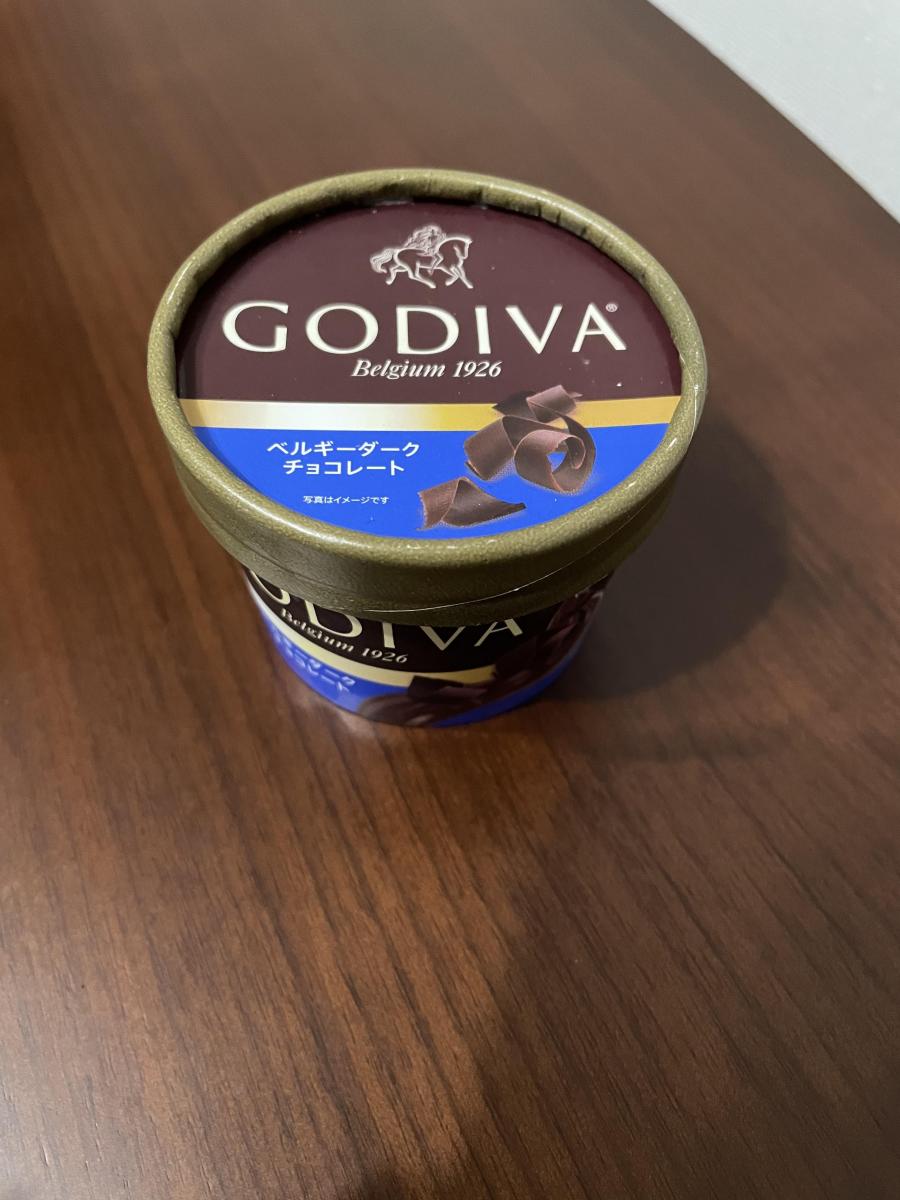 GODIVA®
Belgium 1926
ベルギーダーク
チョコレート
写真はイメージです
GODIVA
Belgium 1926